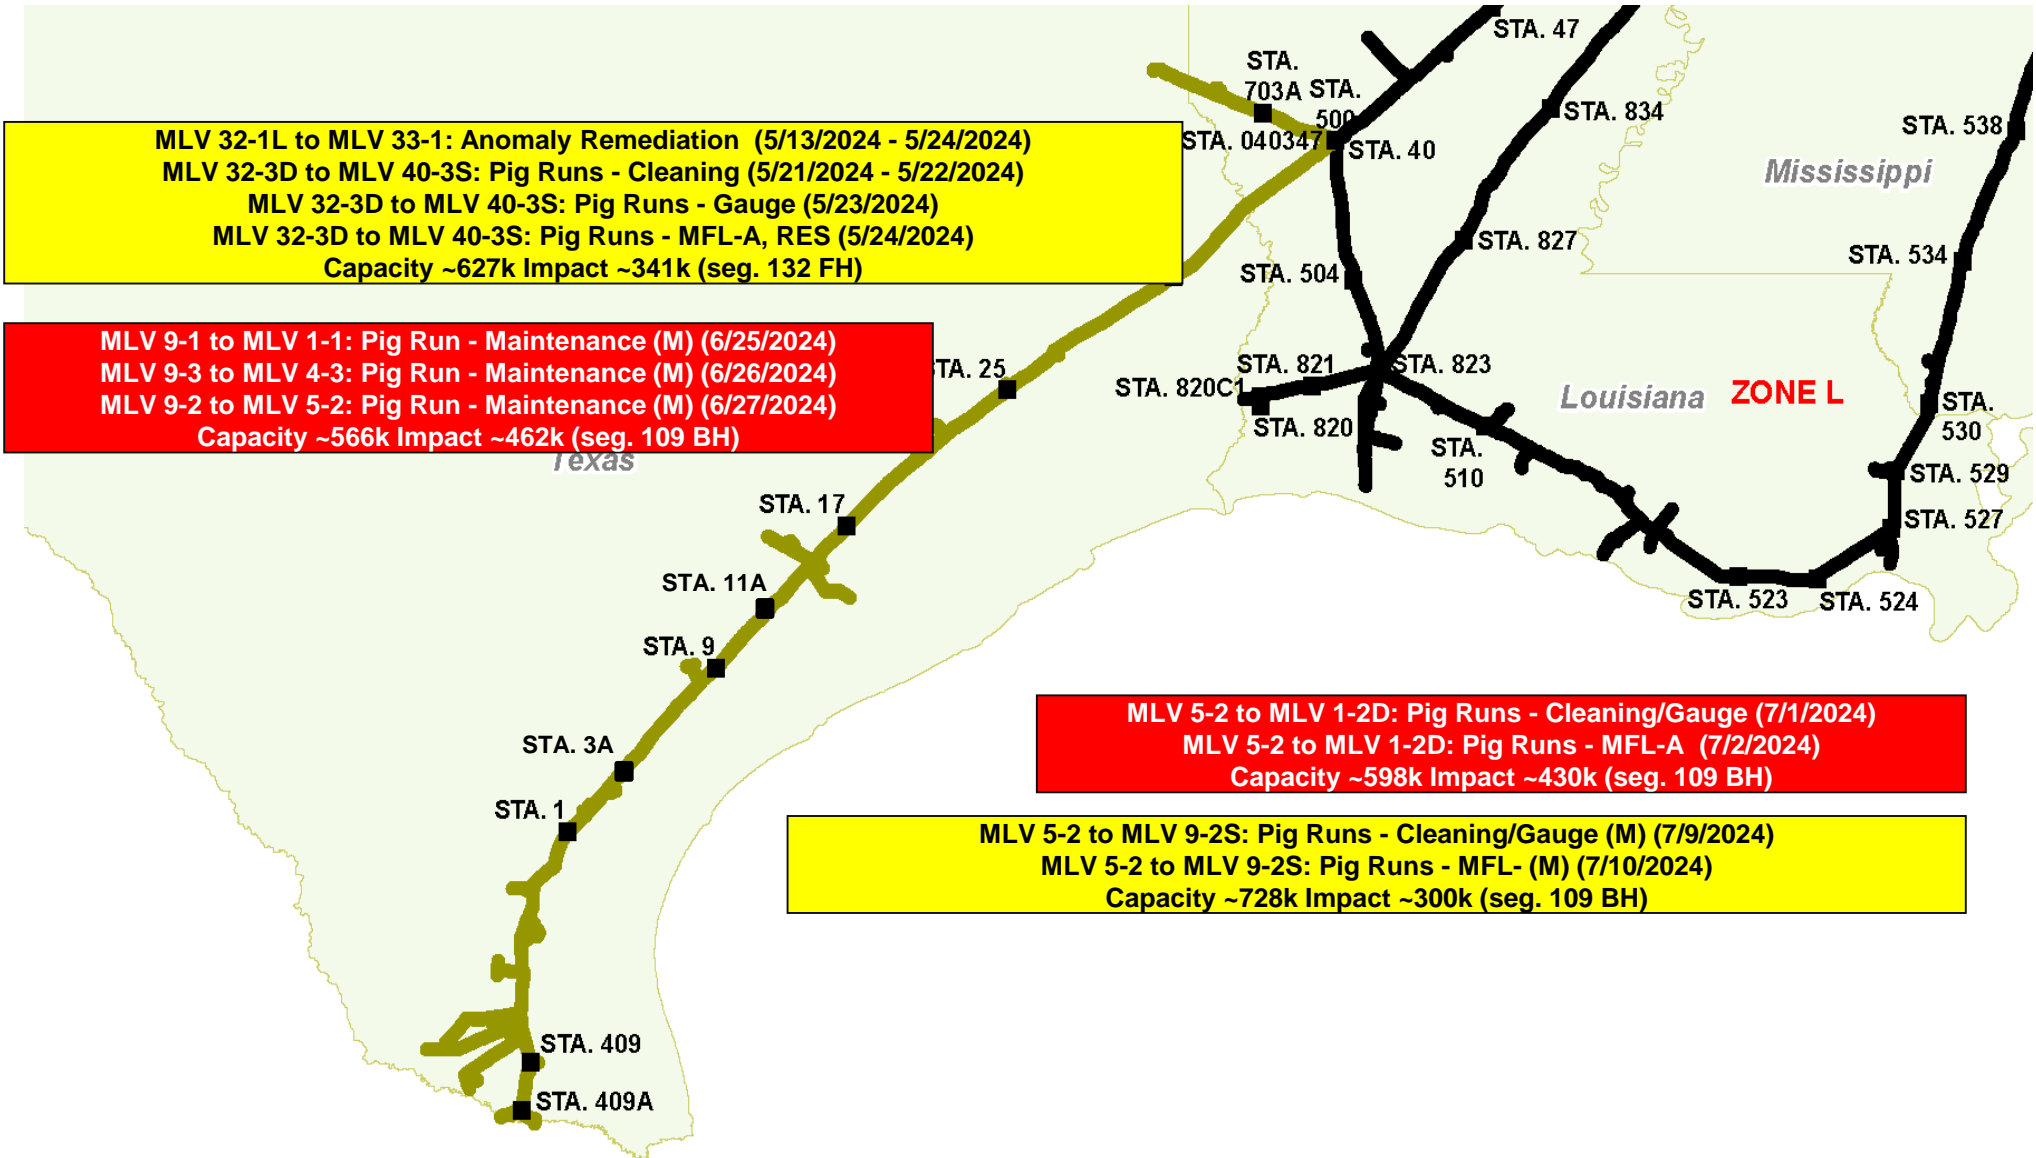 STA. 47
STA.
703A
STA.
500
STA. 834
STA. 538
MLV 32-1L to MLV 33-1: Anomaly Remediation (5/13/2024 - 5/24/2024)
MLV 32-3D to MLV 40-3S: Pig Runs - Cleaning (5/21/2024 - 5/22/2024)
MLV 32-3D to MLV 40-3S: Pig Runs - Gauge (5/23/2024)
MLV 32-3D to MLV 40-3S: Pig Runs - MFL-A, RES (5/24/2024)
Capacity ~627k Impact ~341k (seg. 132 FH)
STA. 040347
STA. 40
Mississippi
STA. 827
STA. 534
STA. 504
MLV 9-1 to MLV 1-1: Pig Run - Maintenance (M) (6/25/2024)
MLV 9-3 to MLV 4-3: Pig Run - Maintenance (M) (6/26/2024)
MLV 9-2 to MLV 5-2: Pig Run - Maintenance (M) (6/27/2024)
Capacity ~566k Impact ~462k (seg. 109 BH)
STA. 25
STA. 821
STA. 823
STA. 820C1
STA. 820
Louisiana
ZONE L
STA.
530
STA.
510
Texas
STA. 529
STA. 17
STA. 527
STA. 11A
STA. 523
STA. 524
STA. 9
MLV 5-2 to MLV 1-2D: Pig Runs - Cleaning/Gauge (7/1/2024)
MLV 5-2 to MLV 1-2D: Pig Runs - MFL-A (7/2/2024)
Capacity ~598k Impact ~430k (seg. 109 BH)
STA. 3A
STA. 1
MLV 5-2 to MLV 9-2S: Pig Runs - Cleaning/Gauge (M) (7/9/2024)
MLV 5-2 to MLV 9-2S: Pig Runs - MFL- (M) (7/10/2024)
Capacity ~728k Impact ~300k (seg. 109 BH)
STA. 409
STA. 409A